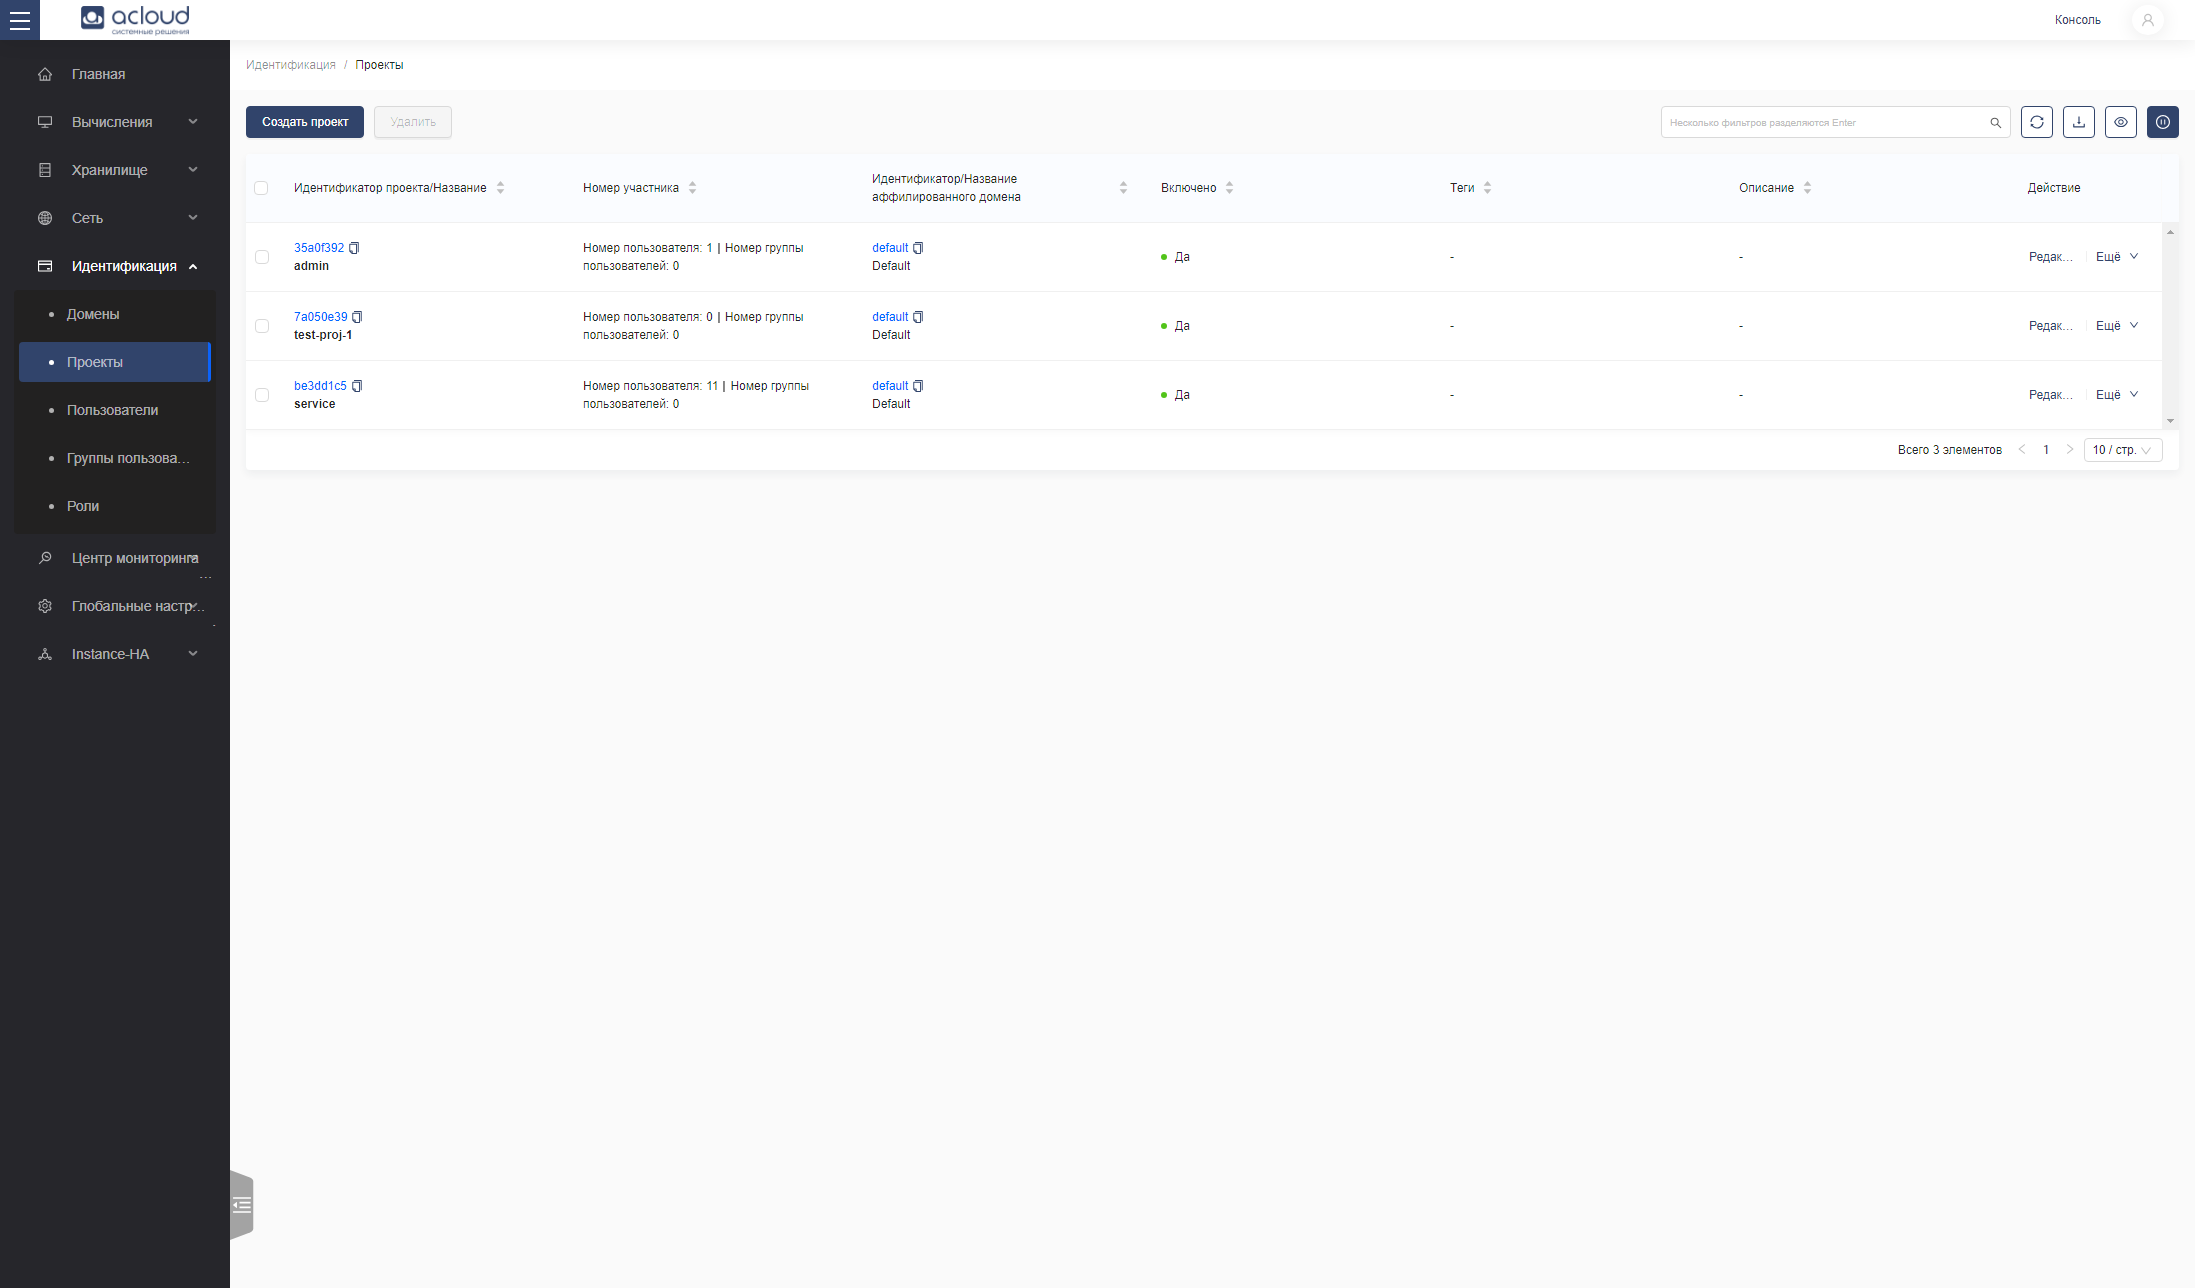 acloud
системные решения
Консоль
Главная
Вычисления
Хранилище
Сеть
Идентификация
Домены
Проекты
Пользователи
Группы пользова...
Роли
Центр мониторинга
...
Глобальные настр...
Instance-HA
Идентификация / Проекты
Создать проект
Удалить
Несколько фильтров разделяются Enter
Идентификатор проекта/Название
Номер участника
Идентификатор/Название
аффилированного домена
Включено
Теги
Описание
Действие
35a0f392
admin
Номер пользователя: 1 | Номер группы
пользователей: 0
default
Default
Да
-
-
Редак...
Ещё
7a050e39
test-proj-1
Номер пользователя: 0 | Номер группы
пользователей: 0
default
Default
Да
-
-
Редак...
Ещё
be3dd1c5
service
Номер пользователя: 11 | Номер группы
пользователей: 0
default
Default
Да
-
-
Редак...
Ещё
Всего 3 элементов
1
10 / стр.